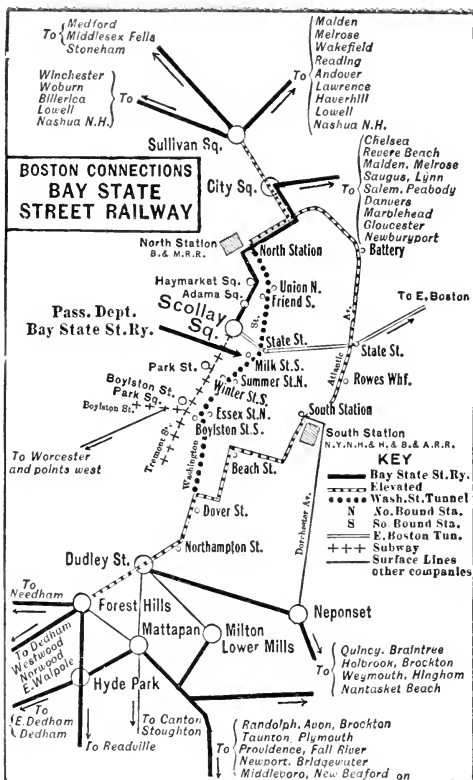 To
Medford
Middlesex Fells
Stoneham
Winchester
Woburn
Billerica
Lowell
Nashua N.H.
To
Malden
Melrose
Wakefield
Reading
Andover
Lawrence
Haverhill
Lowell
Nashua N.H.
To
Sullivan Sq.
BOSTON CONNECTIONS
BAY STATE
STREET RAILWAY
City Sq.
To
Chelsea
Revere Beach
Malden, Melrose
Saugus, Lynn
Salem, Peabody
Danvers
Marblehead
Gloucester
Newburyport
North Station
B. & M.R.R.
North Station
Battery
Haymarket Sq.
Adams Sq.
Union N.
Friend S.
Scollay
Sq.
St.
Pass. Dept.
Bay State St.Ry.
State St.
To E. Boston
State St.
Atlantic Av.
Milk St.S.
Park St.
Summer St.N.
Winter St.S.
Rowes Whf.
Boylston St.
Park Sq.
Boylston St.
Essex St.N.
Boylston St.S.
South Station
South Station
N.Y.N.H.& H. & B.& A.R.R.
Tremont St.
Washington
To Worcester
and points west
Beach St.
Dover St.
Dorchester Av.
KEY
Bay State St.Ry.
Elevated
Wash.St.Tunnel
N No.Bound Sta.
S So.Bound Sta.
E.Boston Tun.
Subway
Surface Lines
other companies
Northampton St.
Dudley St.
To
Needham
Forest Hills
Neponset
Mattapan
Milton
Lower Mills
To Dedham
Westwood
Norwood
E.Walpole
Hyde Park
To
Quincy, Braintree
Holbrook, Brockton
Weymouth, Hingham
Nantasket Beach
To
E.Dedham
Dedham
To Readville
To Canton
Stoughton
To
Randolph, Avon, Brockton
Taunton, Plymouth
Providence, Fall River
Newport, Bridgewater
Middleboro, New Beaford on